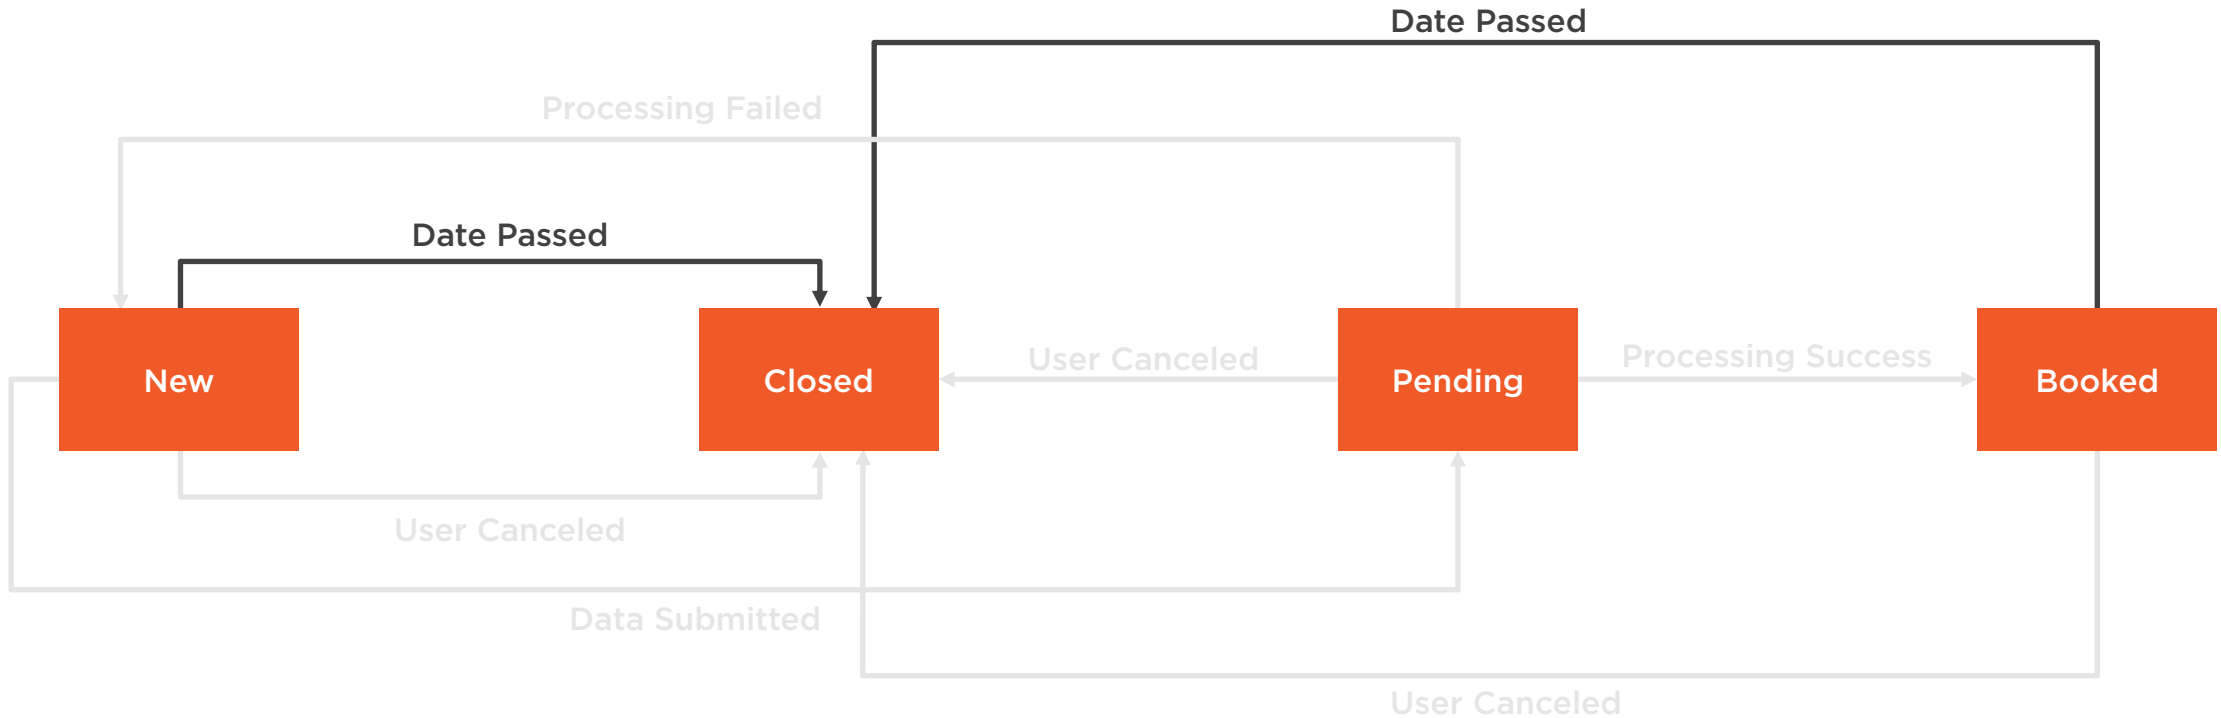 Date Passed
Processing Failed
Date Passed
New
Closed
User Canceled
Pending
Processing Success
Booked
User Canceled
Data Submitted
User Canceled